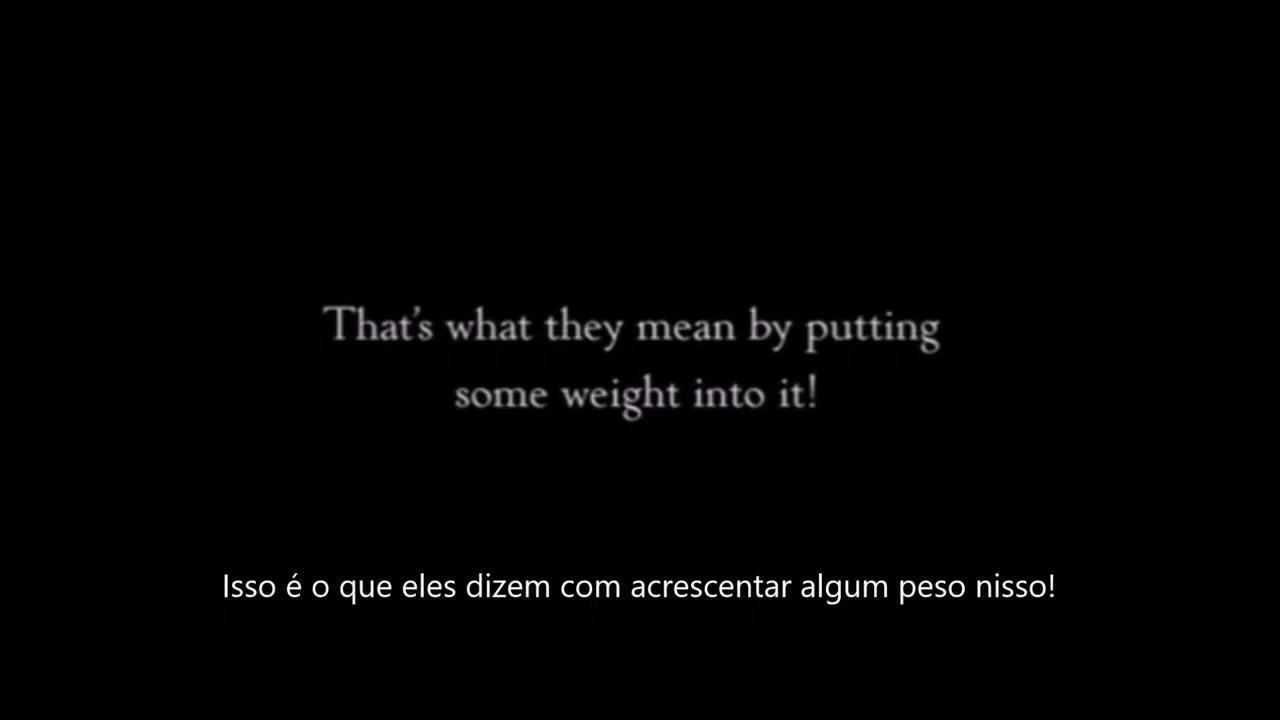 That's what they mean by putting
some weight into it!
Isso é o que eles dizem com acrescentar algum peso nisso!